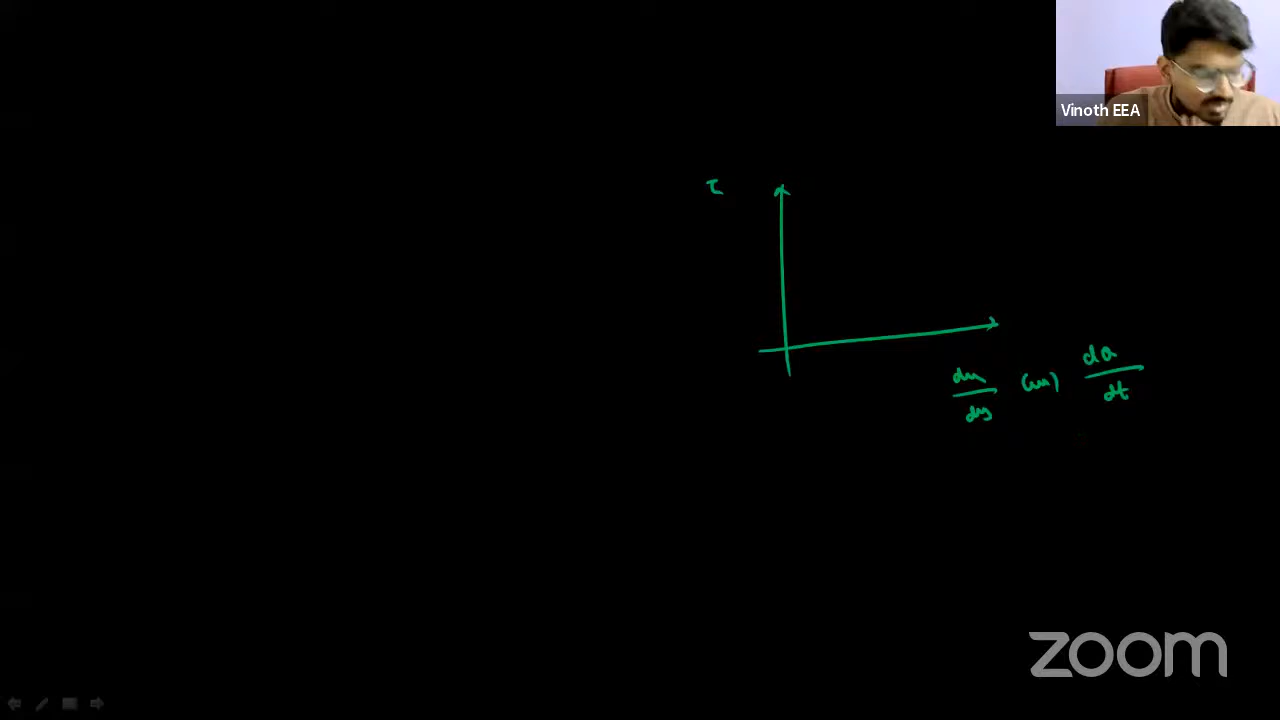 Vinoth EEA
τ
du/dy (or) dθ/dt
zoom